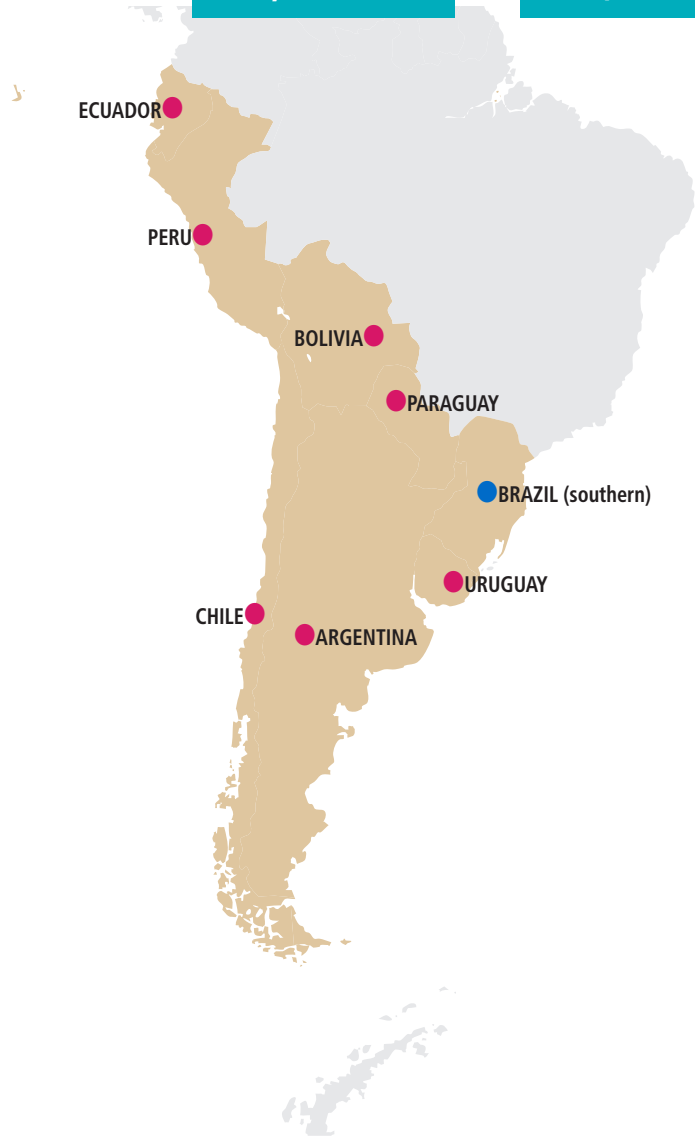 ECUADOR
PERU
BOLIVIA
PARAGUAY
BRAZIL (southern)
URUGUAY
CHILE
ARGENTINA